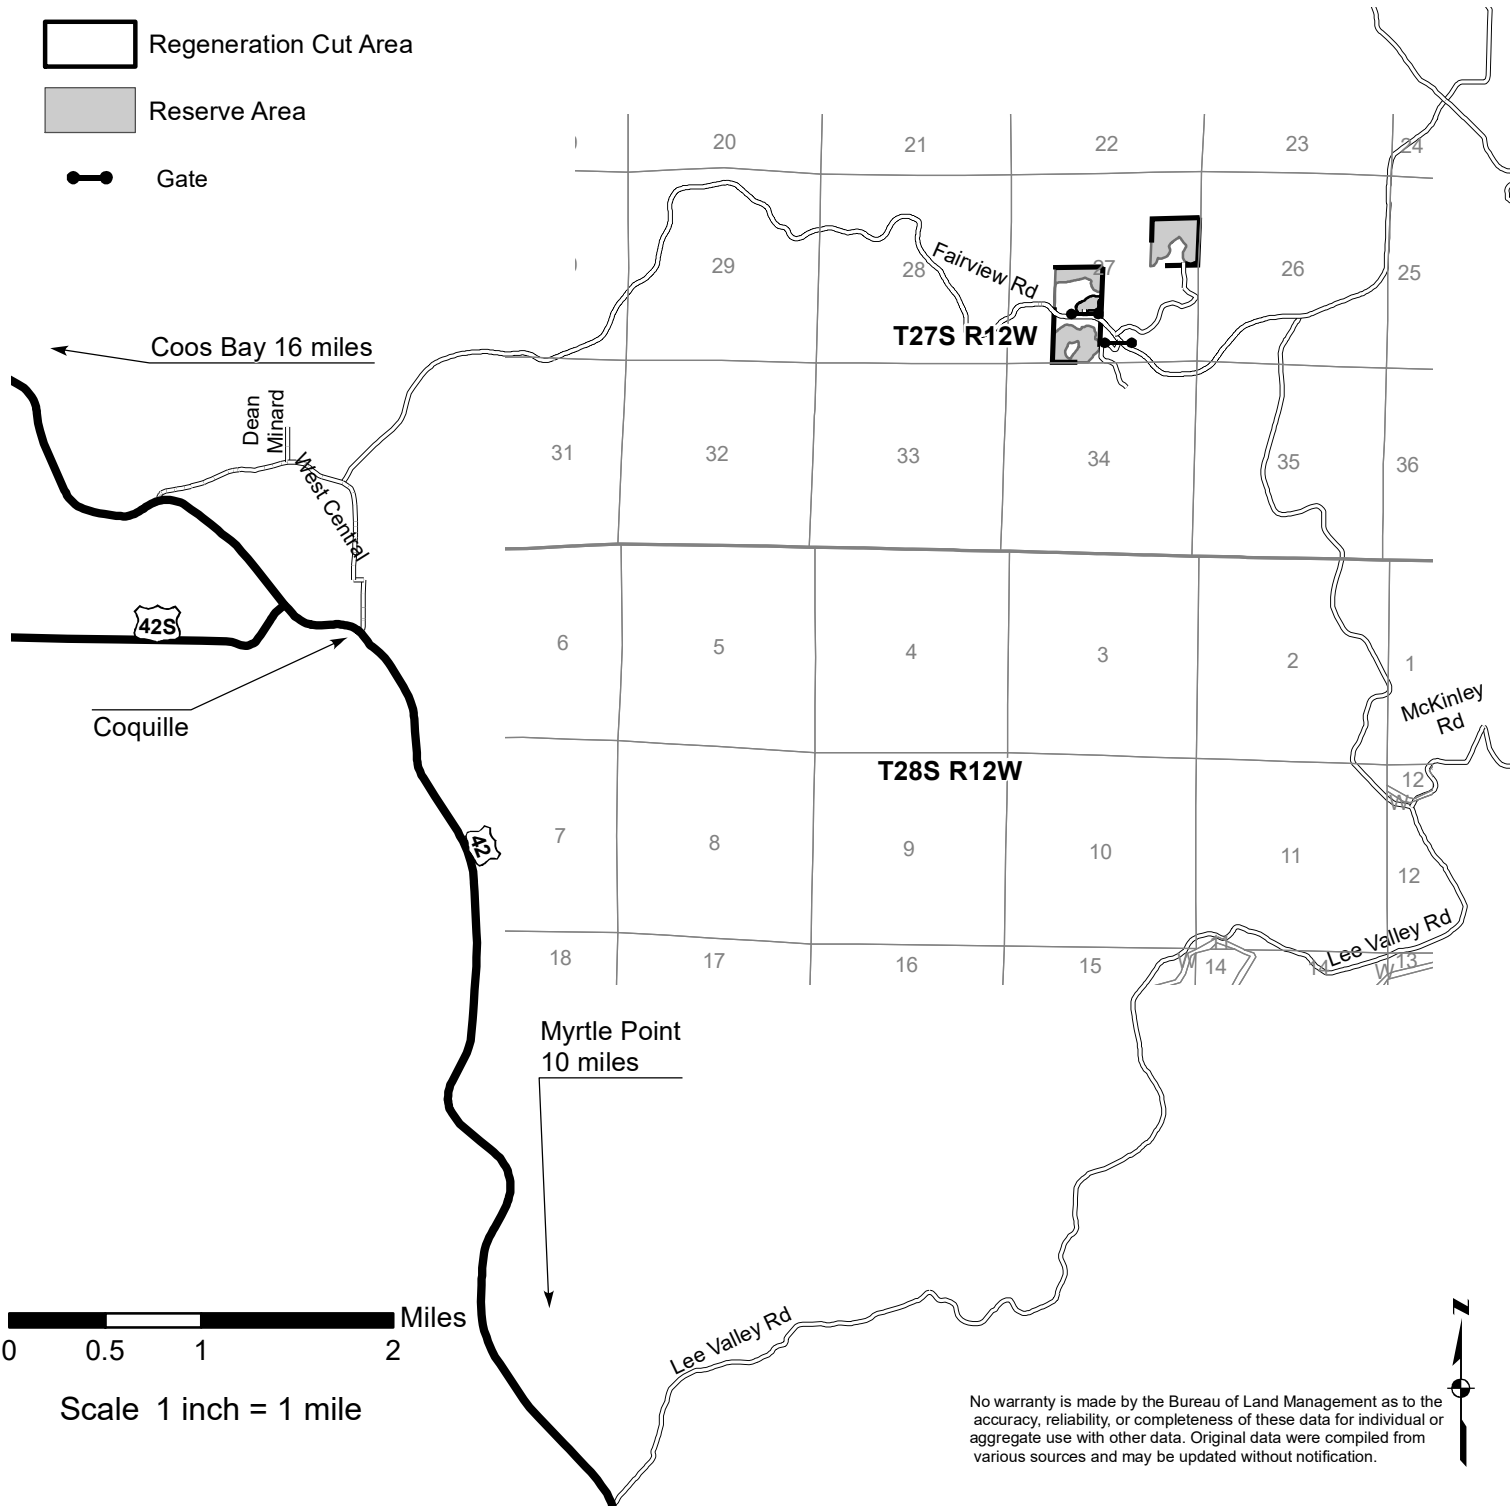 Regeneration Cut Area
Reserve Area
Gate
20
21
22
23
24
29
28
Fairview Rd
27
26
25
T27S R12W
Coos Bay 16 miles
Dean
Minard
West Central
31
32
33
34
35
36
42S
6
5
4
3
2
1
Coquille
McKinley
Rd
T28S R12W
12
W
42
7
8
9
10
11
12
Lee Valley Rd
18
17
16
15
W
14
14
W
13
Myrtle Point
10 miles
Lee Valley Rd
Miles
0
0.5
1
2
Scale 1 inch = 1 mile
No warranty is made by the Bureau of Land Management as to the
accuracy, reliability, or completeness of these data for individual or
aggregate use with other data. Original data were compiled from
various sources and may be updated without notification.